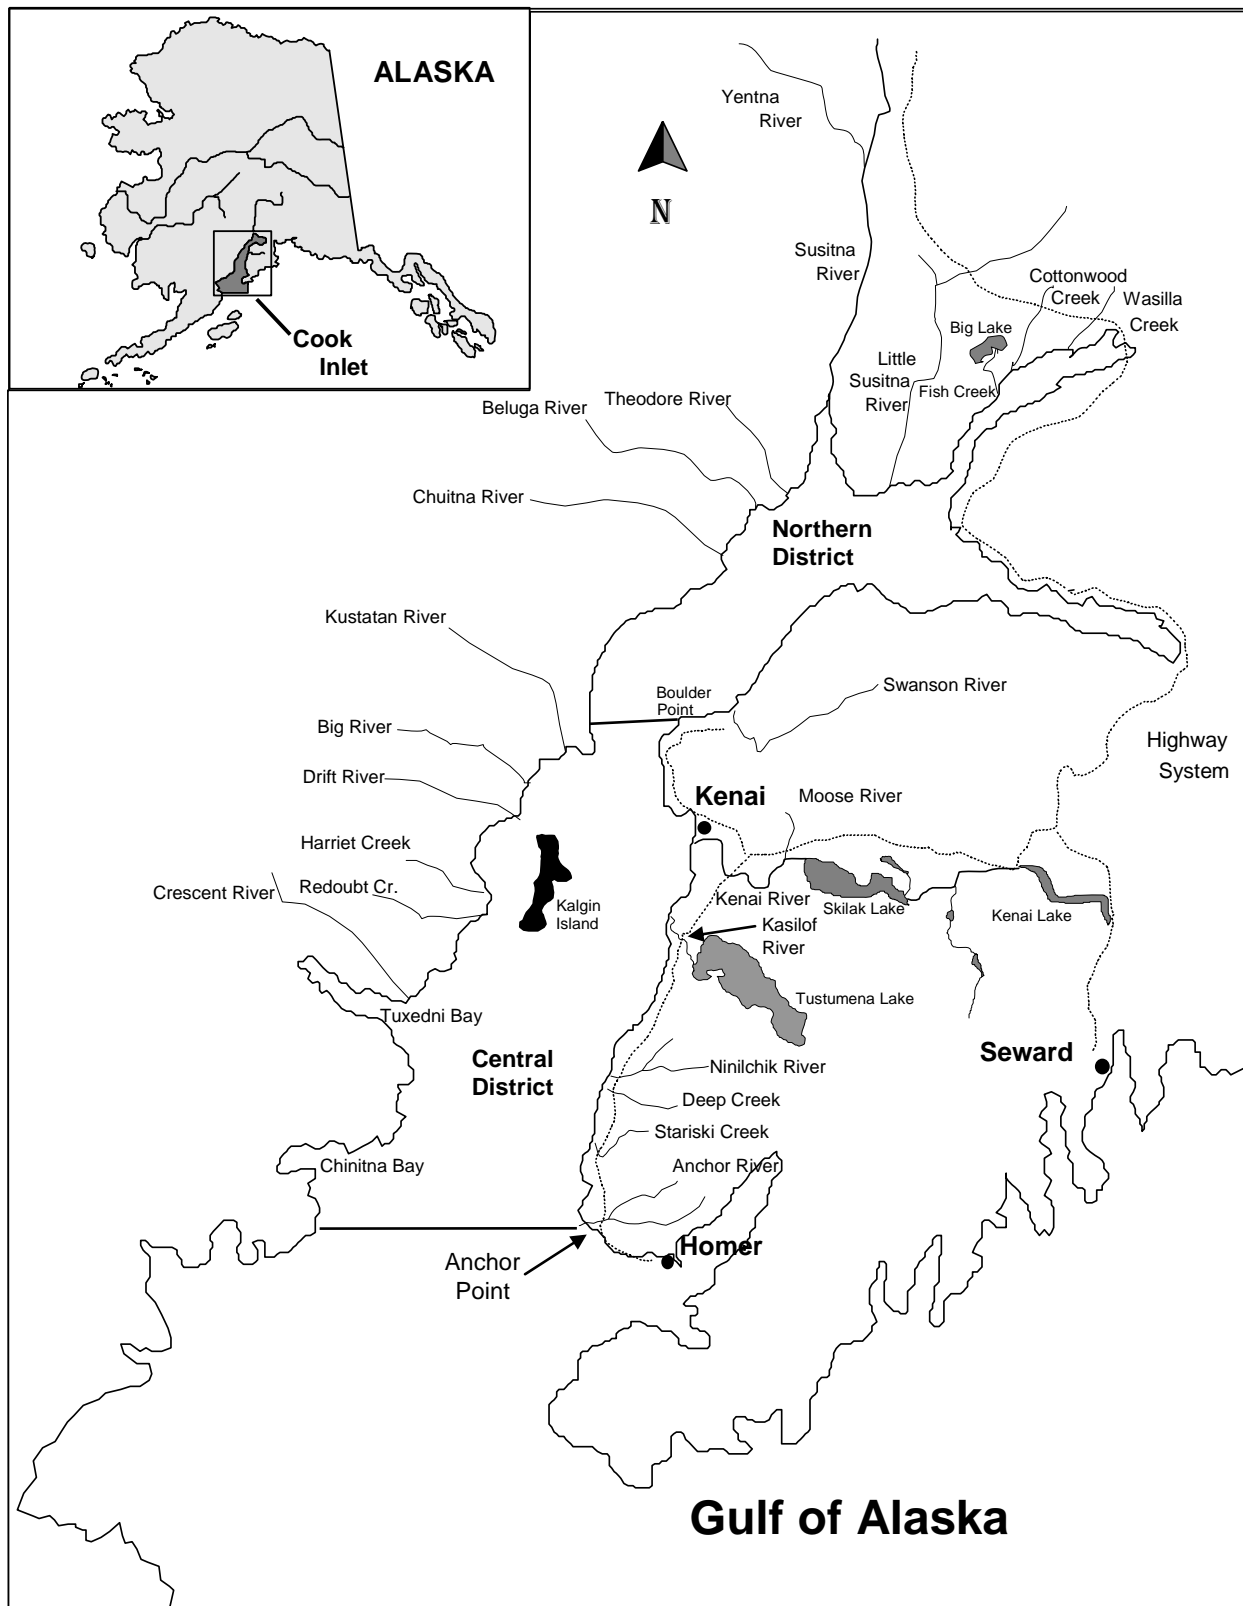 ALASKA
Cook
Inlet
Yentna
River
N
Susitna
River
Cottonwood
Creek
Wasilla
Creek
Big Lake
Little
Susitna
River
Fish Creek
Theodore River
Beluga River
Chuitna River
Northern
District
Kustatan River
Boulder
Point
Swanson River
Big River
Highway
System
Drift River
Kenai
Moose River
Harriet Creek
Redoubt Cr.
Crescent River
Kalgin
Island
Kenai River
Skilak Lake
Kenai Lake
Kasilof
River
Tustumena Lake
Tuxedni Bay
Central
District
Seward
Ninilchik River
Deep Creek
Stariski Creek
Chinitna Bay
Anchor River
Anchor
Point
Homer
Gulf of Alaska